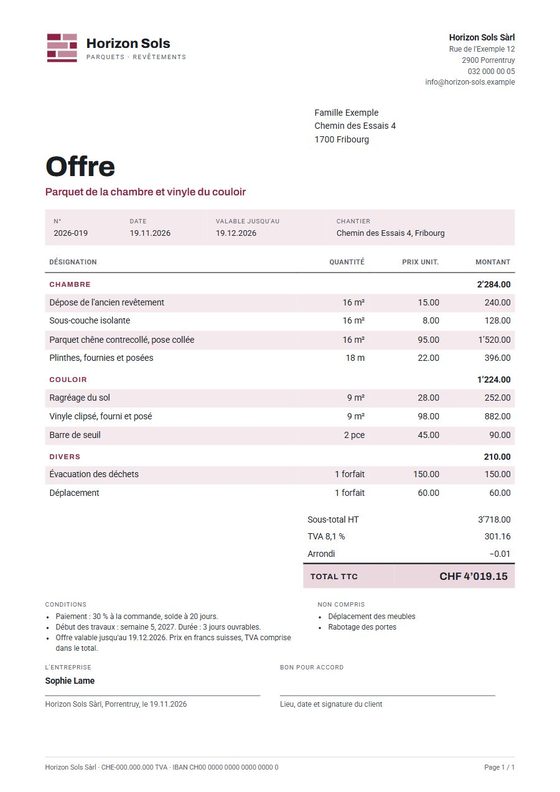 Horizon Sols
PARQUETS · REVÊTEMENTS
Horizon Sols Sàrl
Rue de l'Exemple 12
2900 Porrentruy
032 000 00 05
info@horizon-sols.example
Famille Exemple
Chemin des Essais 4
1700 Fribourg
Offre
Parquet de la chambre et vinyle du couloir
N° DATE VALABLE JUSQU'AU CHANTIER
2026-019 19.11.2026 19.12.2026 Chemin des Essais 4, Fribourg
DÉSIGNATION QUANTITÉ PRIX UNIT. MONTANT
CHAMBRE 2'284.00
Dépose de l'ancien revêtement 16 m² 15.00 240.00
Sous-couche isolante 16 m² 8.00 128.00
Parquet chêne contrecollé, pose collée 16 m² 95.00 1'520.00
Plinthes, fournies et posées 18 m 22.00 396.00
COULOIR 1'224.00
Ragréage du sol 9 m² 28.00 252.00
Vinyle clipsé, fourni et posé 9 m² 98.00 882.00
Barre de seuil 2 pce 45.00 90.00
DIVERS 210.00
Évacuation des déchets 1 forfait 150.00 150.00
Déplacement 1 forfait 60.00 60.00
Sous-total HT 3'718.00
TVA 8,1 % 301.16
Arrondi −0.01
TOTAL TTC CHF 4'019.15
CONDITIONS
• Paiement : 30 % à la commande, solde à 20 jours.
• Début des travaux : semaine 5, 2027. Durée : 3 jours ouvrables.
• Offre valable jusqu'au 19.12.2026. Prix en francs suisses, TVA comprise
dans le total.
NON COMPRIS
• Déplacement des meubles
• Rabotage des portes
L'ENTREPRISE
Sophie Lame
Horizon Sols Sàrl, Porrentruy, le 19.11.2026
BON POUR ACCORD
Lieu, date et signature du client
Horizon Sols Sàrl · CHE-000.000.000 TVA · IBAN CH00 0000 0000 0000 0000 0
Page 1 / 1